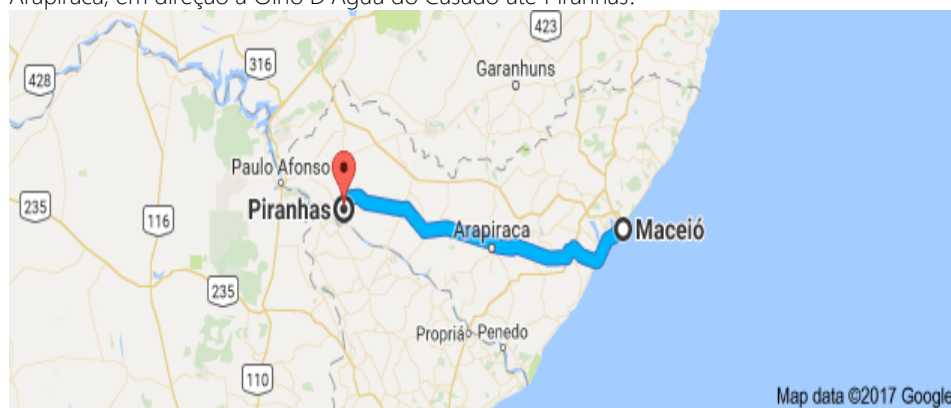 Arapiraca, em direção a Olho D'Água do Casado até Piranhas.
423
316
Garanhuns
428
Paulo Afonso
235
116
Piranhas
Arapiraca
Maceió
235
Propriá
Penedo
110
Map data ©2017 Google